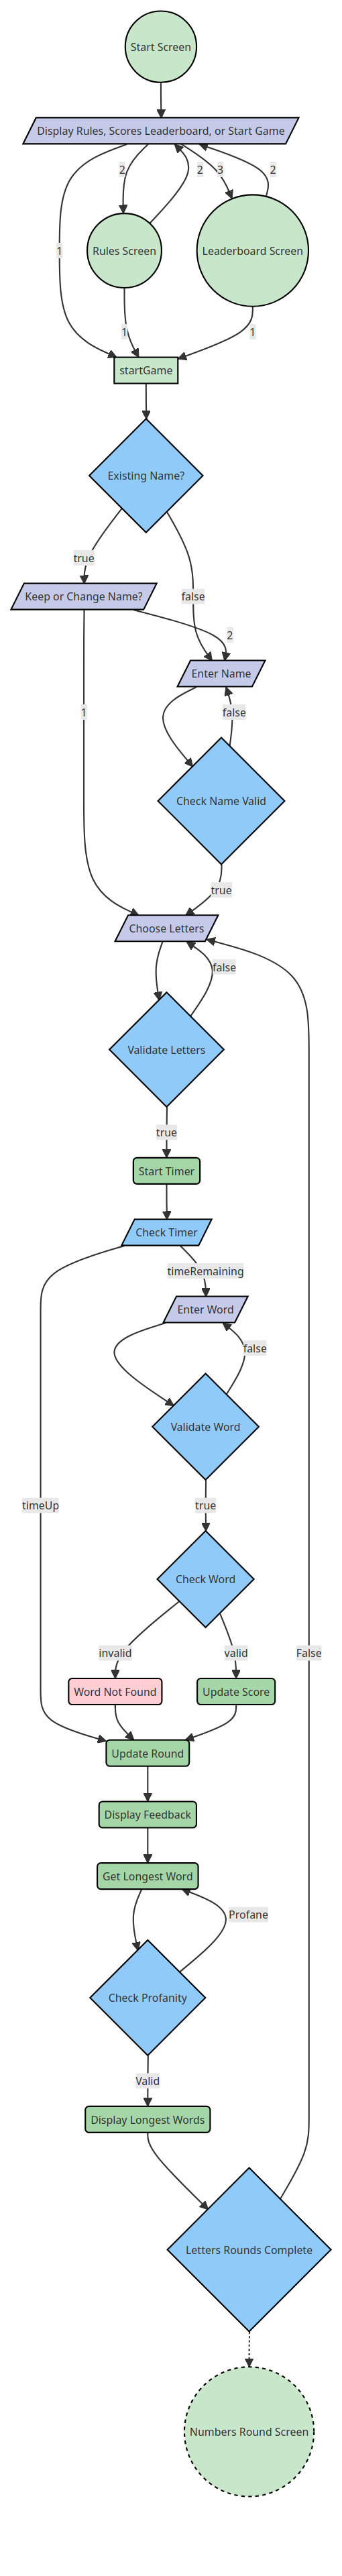 Start Screen
Display Rules, Scores Leaderboard, or Start Game
2
2
3
2
1
Rules Screen
Leaderboard Screen
1
1
startGame
Existing Name?
true
Keep or Change Name?
false
2
Enter Name
1
false
Check Name Valid
true
Choose Letters
false
Validate Letters
true
Start Timer
Check Timer
timeRemaining
Enter Word
false
Validate Word
timeUp
true
Check Word
invalid
valid
False
Word Not Found
Update Score
Update Round
Display Feedback
Get Longest Word
Profane
Check Profanity
Valid
Display Longest Words
Letters Rounds Complete
Numbers Round Screen